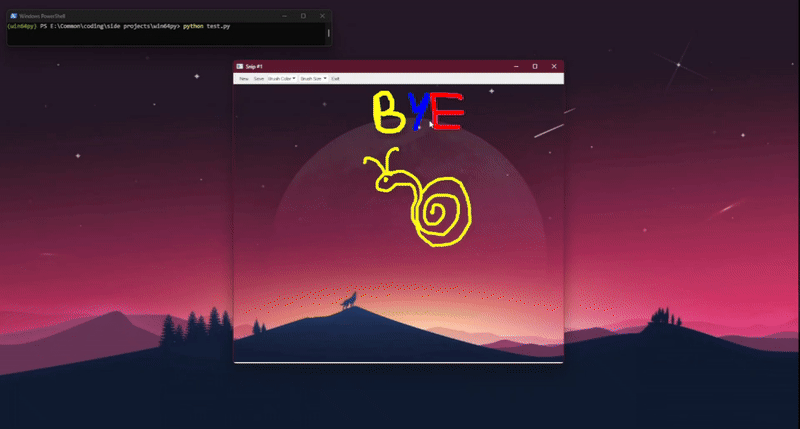 Windows PowerShell
(win64py) PS E:\Common\coding\side projects\win64py> python test.py
Snip #1
New Save Brush Color Brush Size Exit
BYE